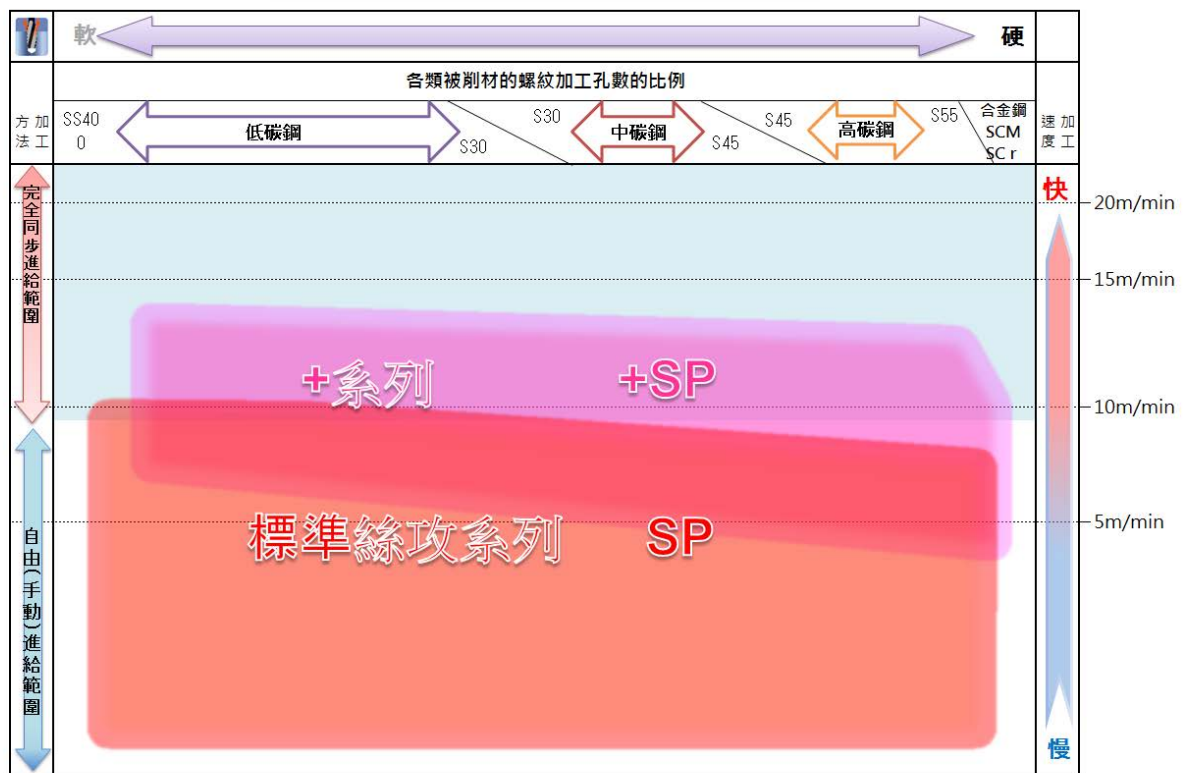 軟
硬
各類被削材的螺紋加工孔數的比例
加工方法
SS400
低碳鋼
S30
S30
中碳鋼
S45
S45
高碳鋼
S55
合金鋼
SCM
SC r
加工速度
完全同步進給範圍
快
20m/min
15m/min
+系列
+SP
10m/min
標準絲攻系列
SP
5m/min
自由(手動)進給範圍
慢